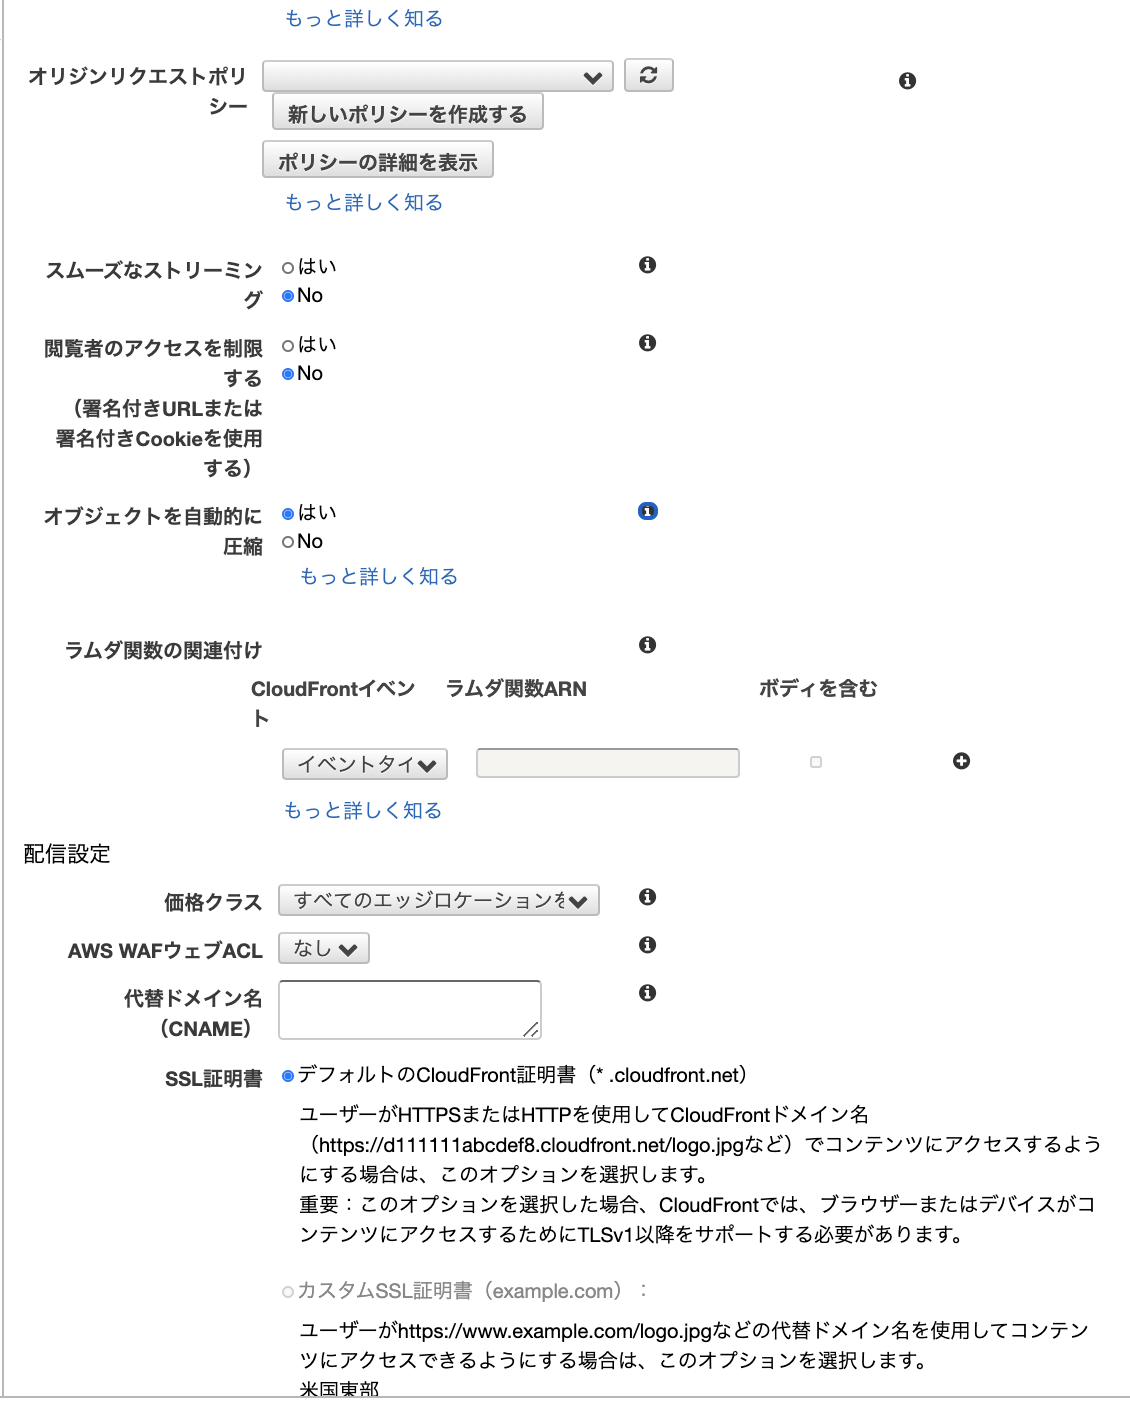 もっと詳しく知る
オリジンリクエストポリ
シー
新しいポリシーを作成する
ポリシーの詳細を表示
もっと詳しく知る
スムーズなストリーミン
グ
はい
No
閲覧者のアクセスを制限
する
（署名付きURLまたは
署名付きCookieを使用
する）
はい
No
オブジェクトを自動的に
圧縮
はい
No
もっと詳しく知る
ラムダ関数の関連付け
CloudFrontイベン
ト
ラムダ関数ARN
ボディを含む
イベントタイ
もっと詳しく知る
配信設定
価格クラス
すべてのエッジロケーションを
AWS WAFウェブACL
なし
代替ドメイン名
（CNAME）
SSL証明書
デフォルトのCloudFront証明書（* .cloudfront.net）
ユーザーがHTTPSまたはHTTPを使用してCloudFrontドメイン名
（https://d111111abcdef8.cloudfront.net/logo.jpgなど）でコンテンツにアクセスするよう
にする場合は、このオプションを選択します。
重要：このオプションを選択した場合、CloudFrontでは、ブラウザーまたはデバイスがコ
ンテンツにアクセスするためにTLSv1以降をサポートする必要があります。
カスタムSSL証明書（example.com）：
ユーザーがhttps://www.example.com/logo.jpgなどの代替ドメイン名を使用してコンテン
ツにアクセスできるようにする場合は、このオプションを選択します。
米国東部